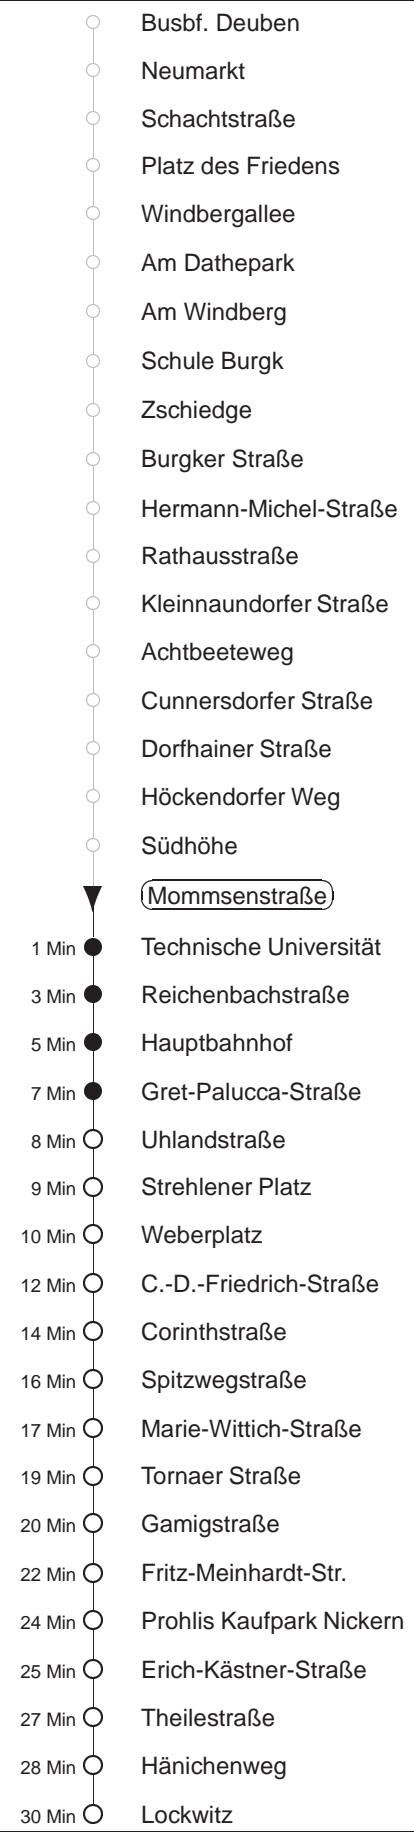 Busbf. Deuben
Neumarkt
Schachtstraße
Platz des Friedens
Windbergallee
Am Dathepark
Am Windberg
Schule Burgk
Zschiedge
Burgker Straße
Hermann-Michel-Straße
Rathausstraße
Kleinnaundorfer Straße
Achtbeeteweg
Cunnersdorfer Straße
Dorfhainer Straße
Höckendorfer Weg
Südhöhe
Mommsenstraße
1 Min Technische Universität
3 Min Reichenbachstraße
5 Min Hauptbahnhof
7 Min Gret-Palucca-Straße
8 Min Uhlandstraße
9 Min Strehlener Platz
10 Min Weberplatz
12 Min C.-D.-Friedrich-Straße
14 Min Corinthstraße
16 Min Spitzwegstraße
17 Min Marie-Wittich-Straße
19 Min Tornaer Straße
20 Min Gamigstraße
22 Min Fritz-Meinhardt-Str.
24 Min Prohlis Kaufpark Nickern
25 Min Erich-Kästner-Straße
27 Min Theilestraße
28 Min Hänichenweg
30 Min Lockwitz